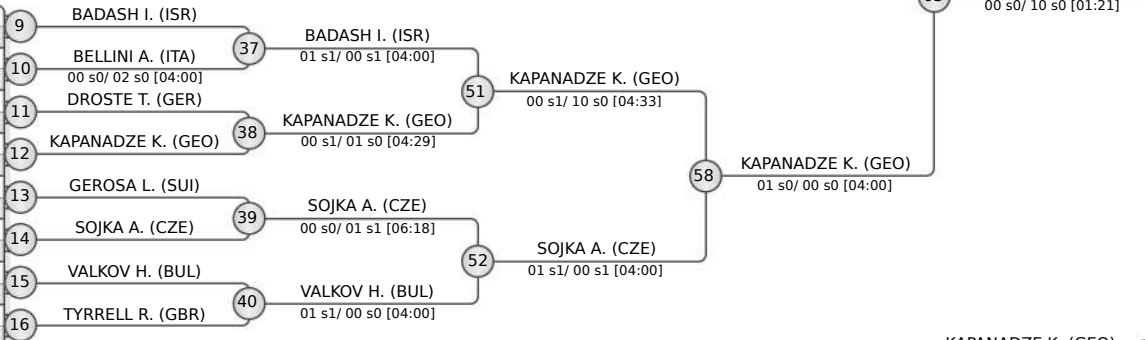 00 s0/ 10 s0 [01:21]
9
BADASH I. (ISR)
10
BELLINI A. (ITA)
00 s0/ 02 s0 [04:00]
37
BADASH I. (ISR)
01 s1/ 00 s1 [04:00]
11
DROSTE T. (GER)
12
KAPANADZE K. (GEO)
38
KAPANADZE K. (GEO)
00 s1/ 01 s0 [04:29]
51
KAPANADZE K. (GEO)
00 s1/ 10 s0 [04:33]
13
GEROSA L. (SUI)
14
SOJKA A. (CZE)
39
SOJKA A. (CZE)
00 s0/ 01 s1 [06:18]
15
VALKOV H. (BUL)
16
TYRRELL R. (GBR)
40
VALKOV H. (BUL)
01 s1/ 00 s0 [04:00]
52
SOJKA A. (CZE)
01 s1/ 00 s1 [04:00]
58
KAPANADZE K. (GEO)
01 s0/ 00 s0 [04:00]
KAPANADZE K. (GEO)